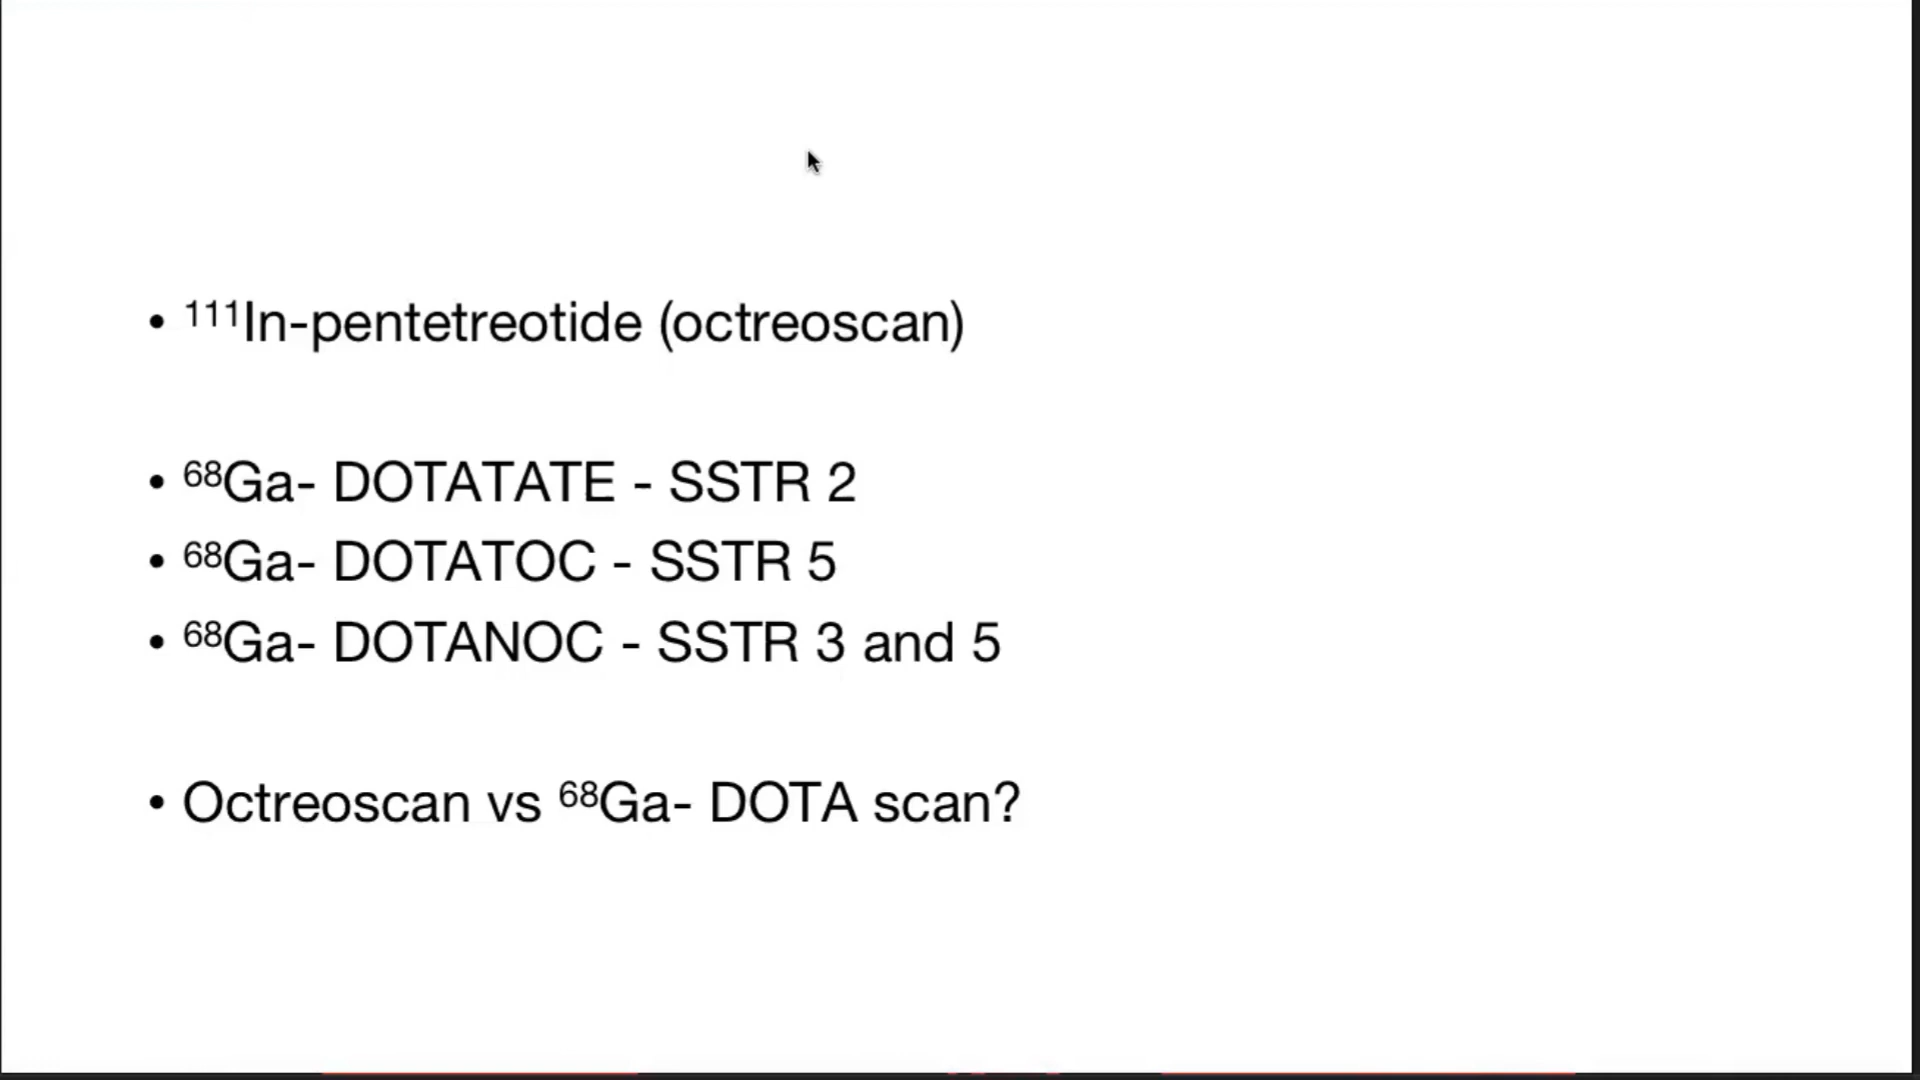 • ¹¹¹In-pentetreotide (octreoscan)
• ⁶⁸Ga- DOTATATE - SSTR 2
• ⁶⁸Ga- DOTATOC - SSTR 5
• ⁶⁸Ga- DOTANOC - SSTR 3 and 5
• Octreoscan vs ⁶⁸Ga- DOTA scan?